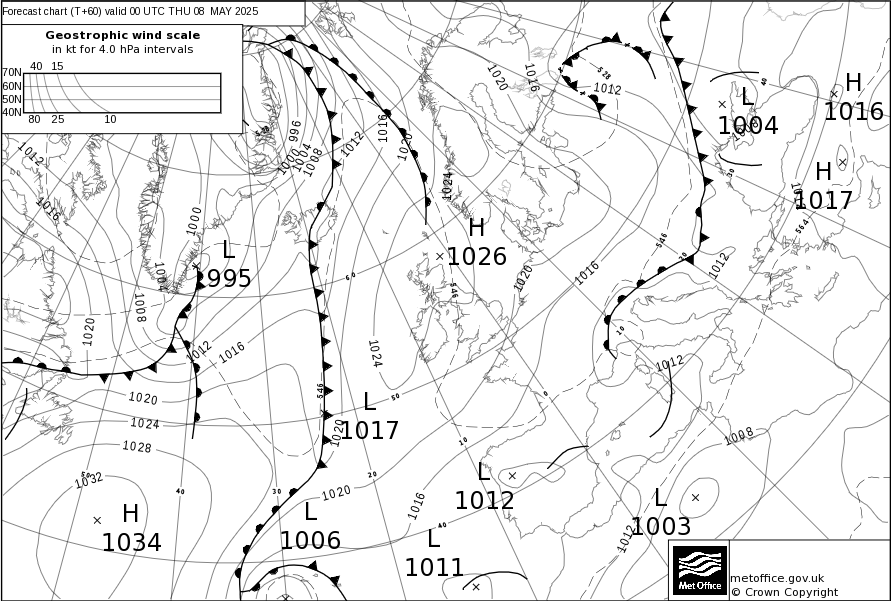 Forecast chart (T+60) valid 00 UTC THU 08 MAY 2025
Geostrophic wind scale
in kt for 4.0 hPa intervals
40 15
70N
60N
50N
40N
80 25 10
528
996
1000
1004
1008
1012
1016
1020
1024
1020
1016
528
1012
L
1004
40
H
1016
H
1017
30
564
1012
1016
1000
L
995
1004
1008
1020
1012
1016
60
H
1026
546
1020
1016
546
20
1012
10
1024
546
50
L
1017
1020
1020
1024
1028
1032
50
H
1034
40
30
20
10
0
1012
1008
1020
1016
40
L
1006
L
1011
L
1012
L
1003
1012
Met Office
metoffice.gov.uk
© Crown Copyright